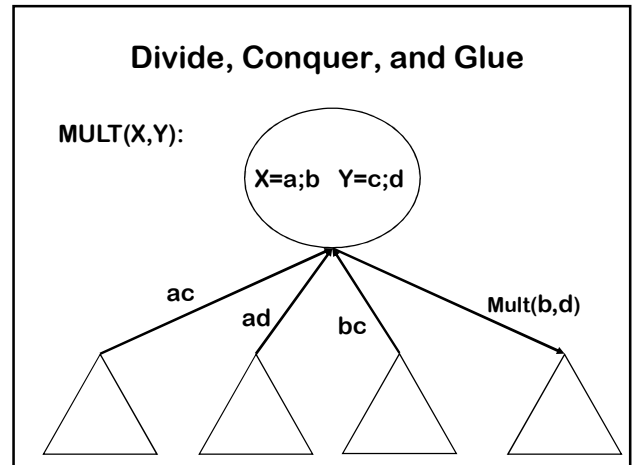 Divide, Conquer, and Glue
MULT(X,Y):
X=a;b Y=c;d
ac
ad
bc
Mult(b,d)